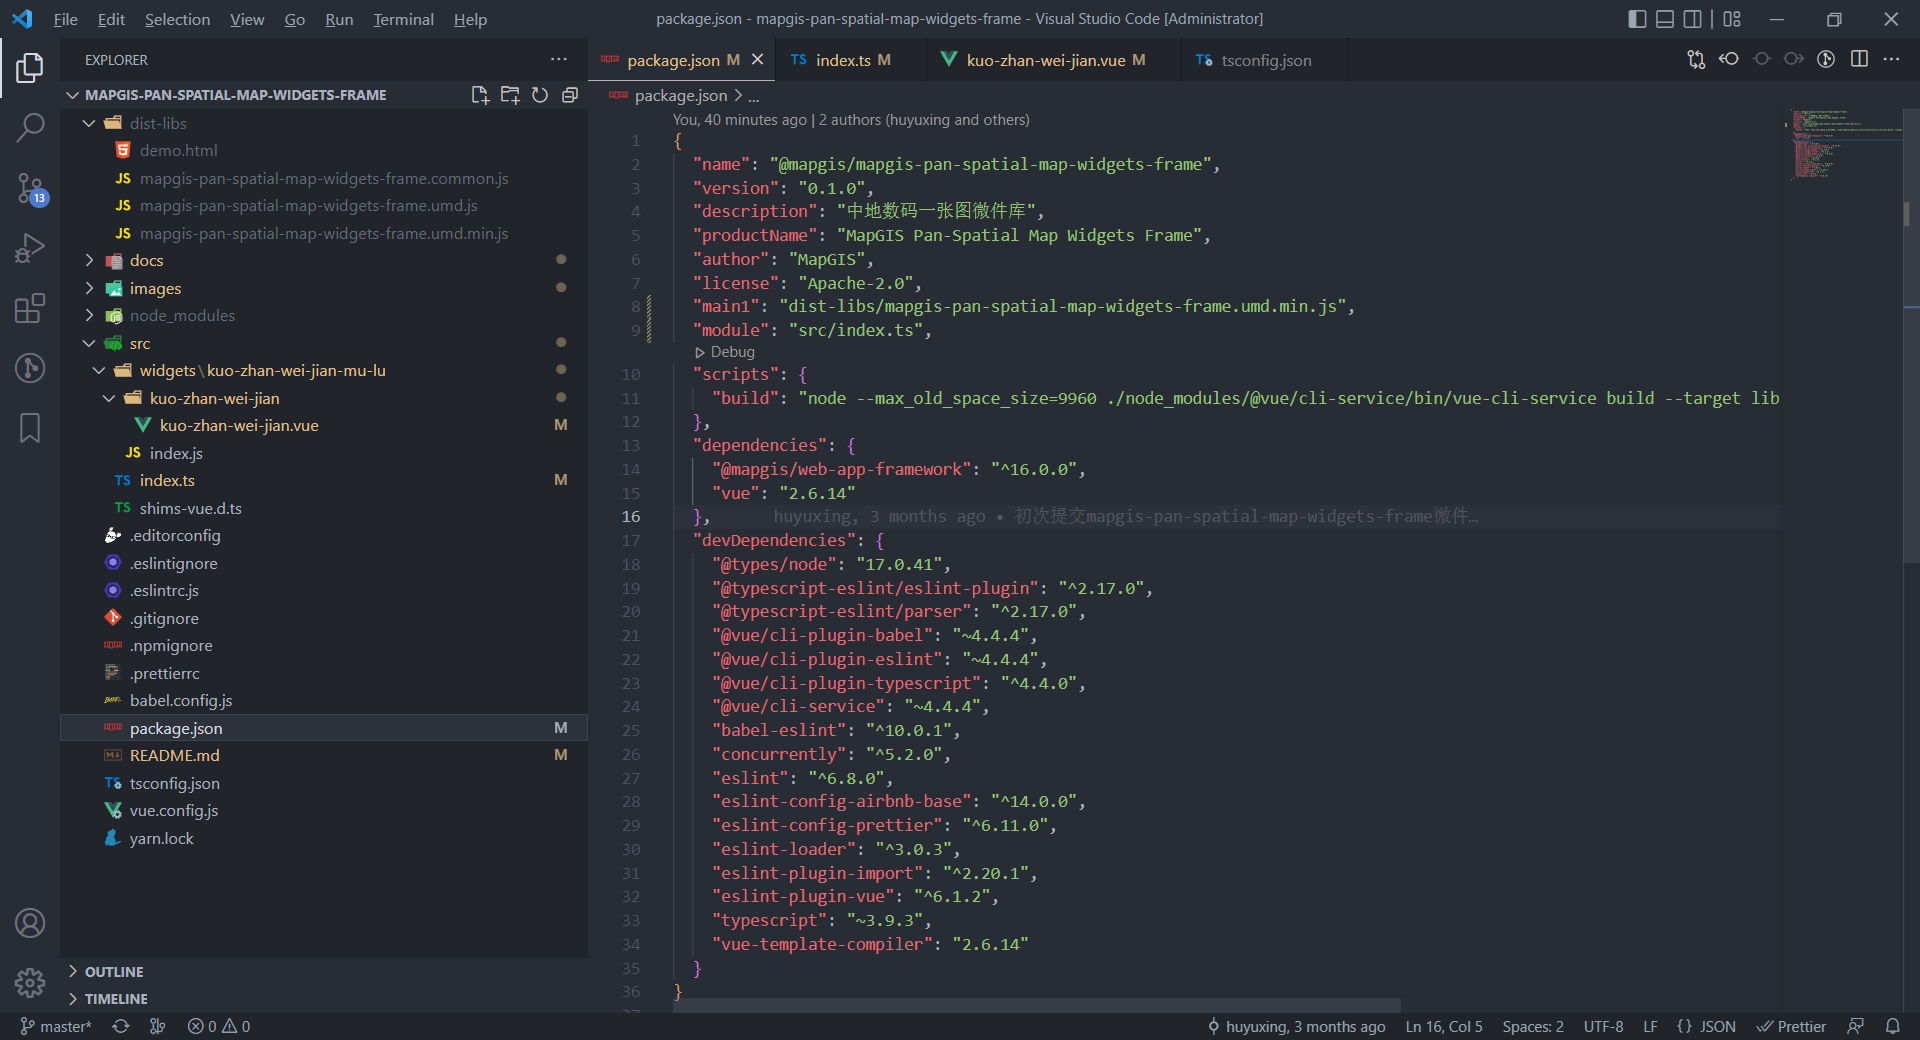 File Edit Selection View Go Run Terminal Help
package.json - mapgis-pan-spatial-map-widgets-frame - Visual Studio Code [Administrator]
EXPLORER
MAPGIS-PAN-SPATIAL-MAP-WIDGETS-FRAME
dist-libs
demo.html
JS mapgis-pan-spatial-map-widgets-frame.common.js
JS mapgis-pan-spatial-map-widgets-frame.umd.js
JS mapgis-pan-spatial-map-widgets-frame.umd.min.js
docs
images
node_modules
src
widgets\kuo-zhan-wei-jian-mu-lu
kuo-zhan-wei-jian
kuo-zhan-wei-jian.vue M
JS index.js
TS index.ts M
TS shims-vue.d.ts
.editorconfig
.eslintignore
.eslintrc.js
.gitignore
.npmignore
.prettierrc
babel.config.js
package.json M
README.md M
TS tsconfig.json
vue.config.js
yarn.lock
OUTLINE
TIMELINE
13
package.json M
TS index.ts M
kuo-zhan-wei-jian.vue M
TS tsconfig.json
package.json > ...
You, 40 minutes ago | 2 authors (huyuxing and others)
1 {
2 "name": "@mapgis/mapgis-pan-spatial-map-widgets-frame",
3 "version": "0.1.0",
4 "description": "中地数码一张图微件库",
5 "productName": "MapGIS Pan-Spatial Map Widgets Frame",
6 "author": "MapGIS",
7 "license": "Apache-2.0",
8 "main1": "dist-libs/mapgis-pan-spatial-map-widgets-frame.umd.min.js",
9 "module": "src/index.ts",
Debug
10 "scripts": {
11 "build": "node --max_old_space_size=9960 ./node_modules/@vue/cli-service/bin/vue-cli-service build --target lib
12 },
13 "dependencies": {
14 "@mapgis/web-app-framework": "^16.0.0",
15 "vue": "2.6.14"
16 }, huyuxing, 3 months ago • 初次提交mapgis-pan-spatial-map-widgets-frame微件…
17 "devDependencies": {
18 "@types/node": "17.0.41",
19 "@typescript-eslint/eslint-plugin": "^2.17.0",
20 "@typescript-eslint/parser": "^2.17.0",
21 "@vue/cli-plugin-babel": "~4.4.4",
22 "@vue/cli-plugin-eslint": "~4.4.4",
23 "@vue/cli-plugin-typescript": "^4.4.0",
24 "@vue/cli-service": "~4.4.4",
25 "babel-eslint": "^10.0.1",
26 "concurrently": "^5.2.0",
27 "eslint": "^6.8.0",
28 "eslint-config-airbnb-base": "^14.0.0",
29 "eslint-config-prettier": "^6.11.0",
30 "eslint-loader": "^3.0.3",
31 "eslint-plugin-import": "^2.20.1",
32 "eslint-plugin-vue": "^6.1.2",
33 "typescript": "~3.9.3",
34 "vue-template-compiler": "2.6.14"
35 }
36 }
master* 0 0
huyuxing, 3 months ago Ln 16, Col 5 Spaces: 2 UTF-8 LF {} JSON Prettier